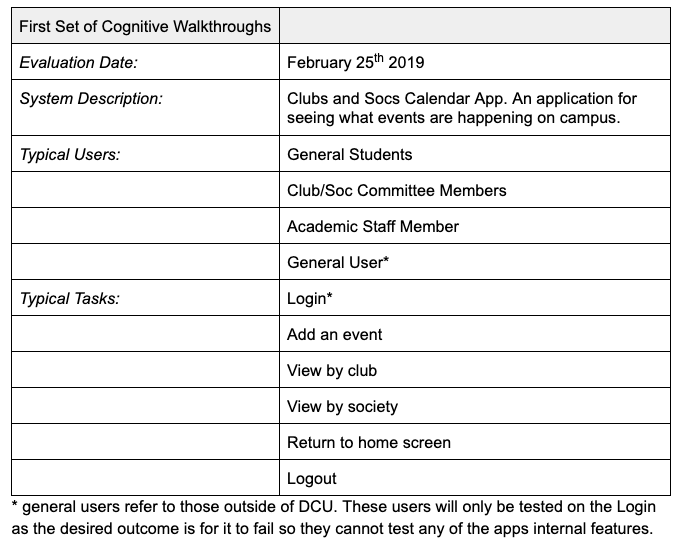 First Set of Cognitive Walkthroughs
Evaluation Date: February 25th 2019
System Description: Clubs and Socs Calendar App. An application for
seeing what events are happening on campus.
Typical Users: General Students
Club/Soc Committee Members
Academic Staff Member
General User*
Typical Tasks: Login*
Add an event
View by club
View by society
Return to home screen
Logout
* general users refer to those outside of DCU. These users will only be tested on the Login
as the desired outcome is for it to fail so they cannot test any of the apps internal features.